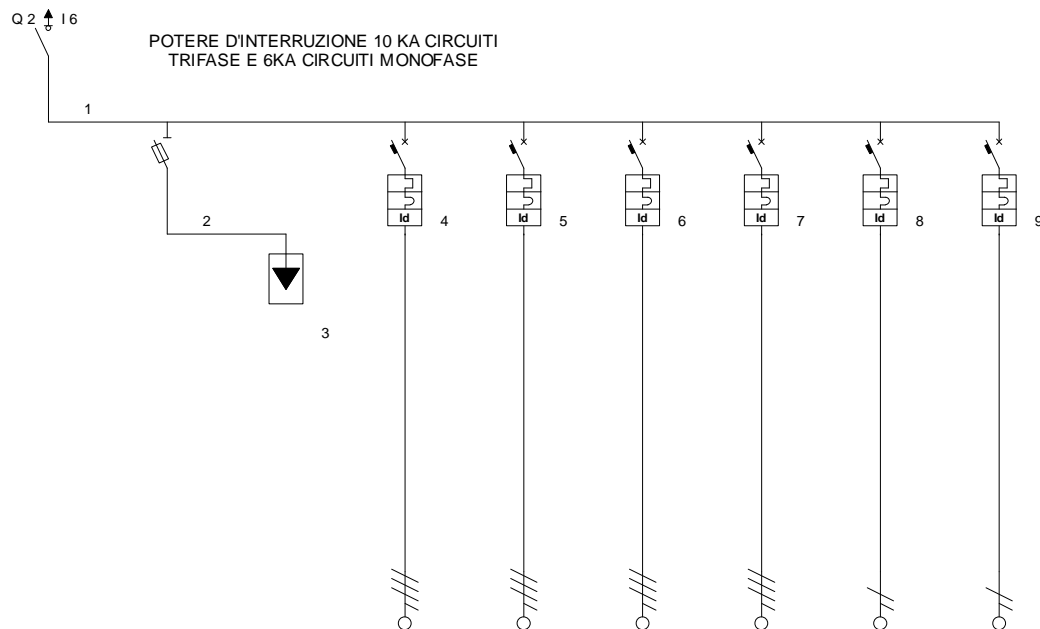 Q 2 I 6
POTERE D'INTERRUZIONE 10 KA CIRCUITI
TRIFASE E 6KA CIRCUITI MONOFASE
1
2
3
Id 4
Id 5
Id 6
Id 7
Id 8
Id 9